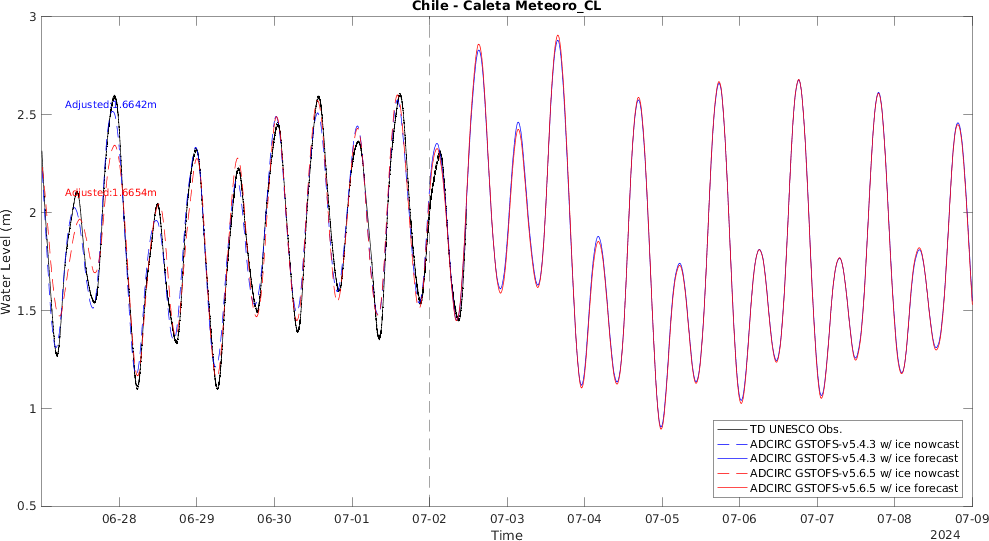 Chile - Caleta Meteoro_CL
3
2.5
2
1.5
1
0.5
Water Level (m)
Adjusted:1.6642m
Adjusted:1.6654m
TD UNESCO Obs.
ADCIRC GSTOFS-v5.4.3 w/ ice nowcast
ADCIRC GSTOFS-v5.4.3 w/ ice forecast
ADCIRC GSTOFS-v5.6.5 w/ ice nowcast
ADCIRC GSTOFS-v5.6.5 w/ ice forecast
06-28 06-29 06-30 07-01 07-02 07-03 07-04 07-05 07-06 07-07 07-08 07-09
Time
2024